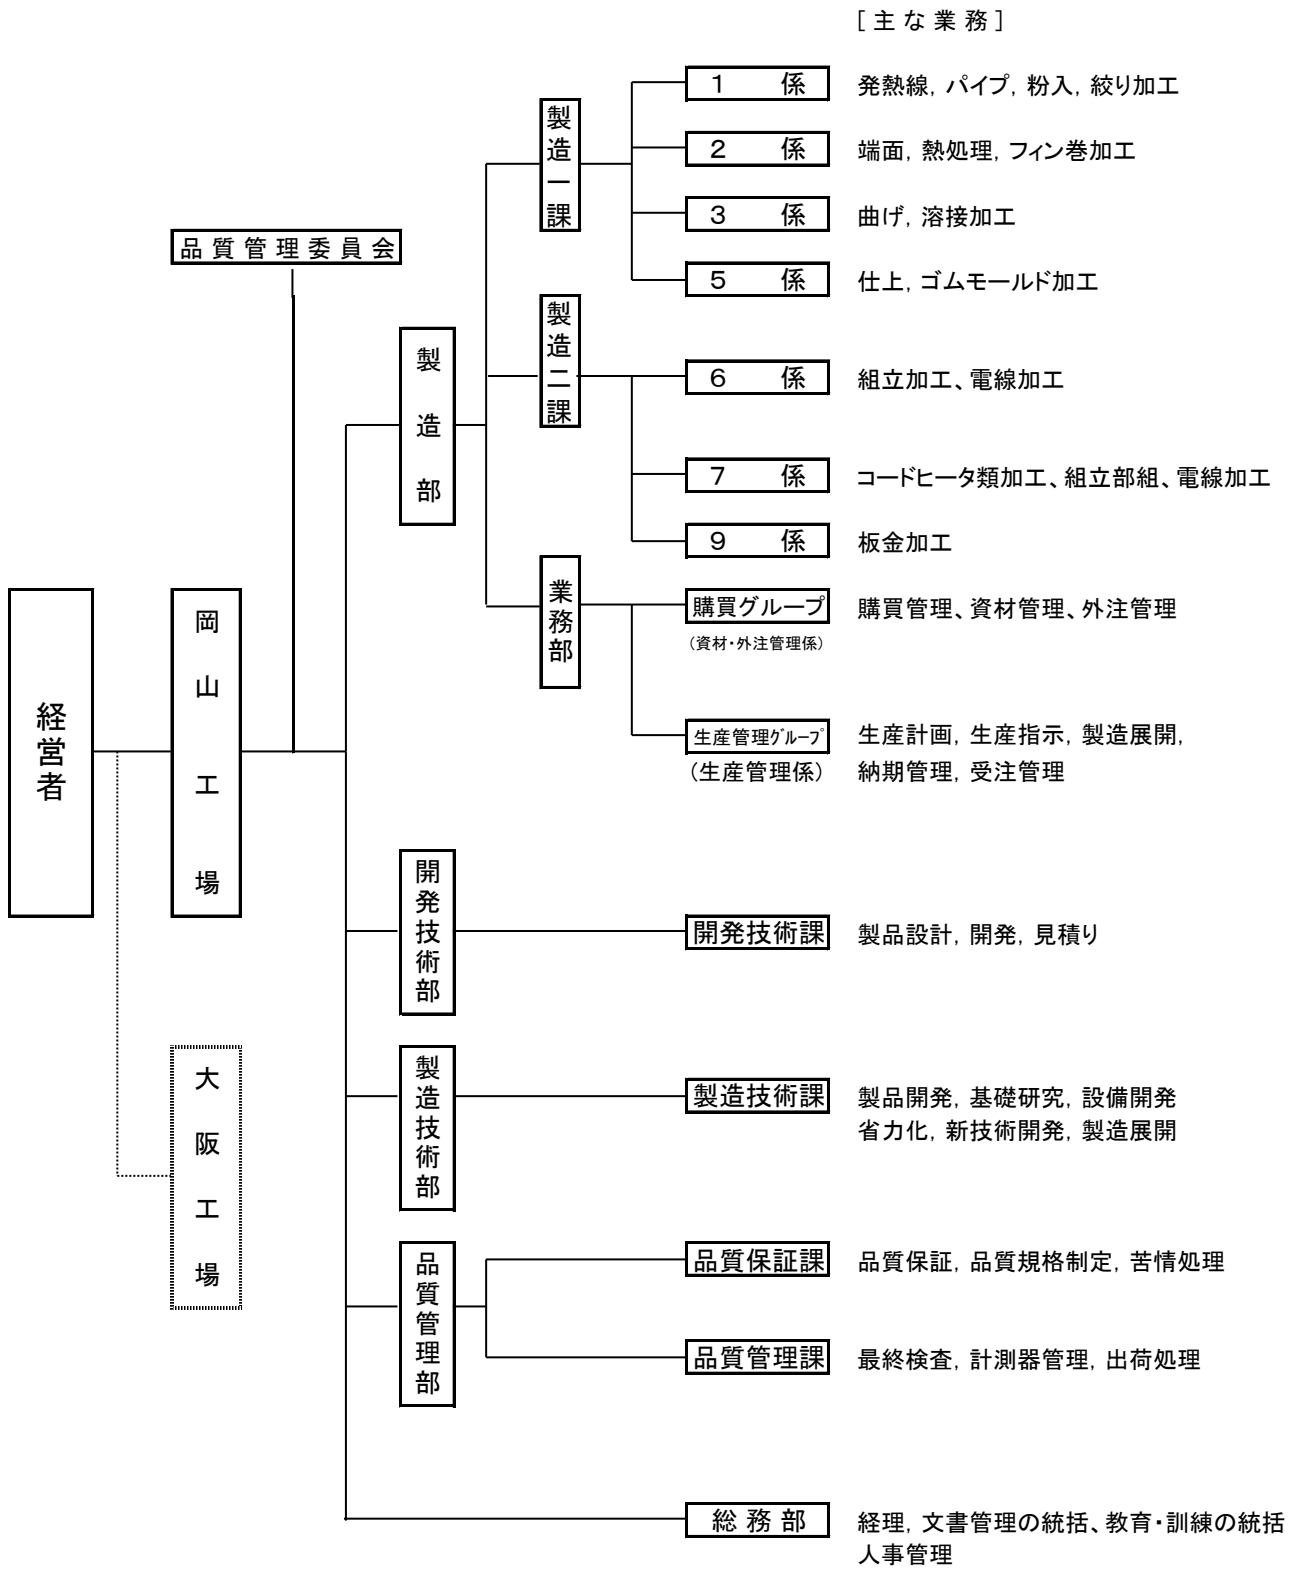 [主な業務]
1 係
発熱線, パイプ, 粉入, 絞り加工
製造一課
2 係
端面, 熱処理, フィン巻加工
3 係
曲げ, 溶接加工
品質管理委員会
5 係
仕上, ゴムモールド加工
製造部
製造二課
6 係
組立加工、電線加工
7 係
コードヒータ類加工、組立部組、電線加工
9 係
板金加工
経営者
岡山工場
業務部
購買グループ
購買管理、資材管理、外注管理
(資材・外注管理係)
生産管理グループ
生産計画, 生産指示, 製造展開,
(生産管理係)
納期管理, 受注管理
開発技術部
開発技術課
製品設計, 開発, 見積り
大阪工場
製造技術部
製造技術課
製品開発, 基礎研究, 設備開発
省力化, 新技術開発, 製造展開
品質管理部
品質保証課
品質保証, 品質規格制定, 苦情処理
品質管理課
最終検査, 計測器管理, 出荷処理
総務部
経理, 文書管理の統括、教育・訓練の統括
人事管理